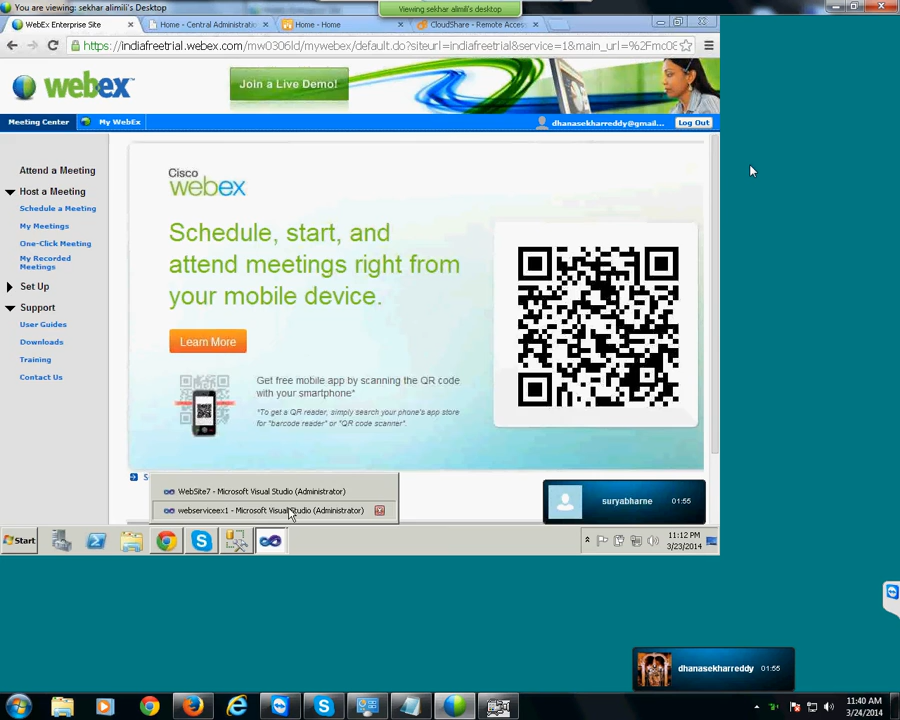 You are viewing: sekhar alimili's Desktop
Viewing sekhar alimili's desktop
WebEx Enterprise Site
Home - Central Administrati
Home - Home
CloudShare - Remote Acces
https://indiafreetrial.webex.com/mw0306ld/mywebex/default.do?siteurl=indiafreetrial&service=1&main_url=%2Fmc08
webex
Join a Live Demo!
Meeting Center
My WebEx
dhanasekharreddy@gmail...
Log Out
Attend a Meeting
Host a Meeting
Schedule a Meeting
My Meetings
One-Click Meeting
My Recorded
Meetings
Set Up
Support
User Guides
Downloads
Training
Contact Us
Cisco
webex
Schedule, start, and
attend meetings right from
your mobile device.
Learn More
Get free mobile app by scanning the QR code
with your smartphone*
*To get a QR reader, simply search your phone's app store
for "barcode reader" or "QR code scanner".
S
WebSite7 - Microsoft Visual Studio (Administrator)
webserviceex1 - Microsoft Visual Studio (Administrator)
suryabharne 01:55
Start
11:12 PM
3/23/2014
dhanasekharreddy 01:55
11:40 AM
3/24/2014